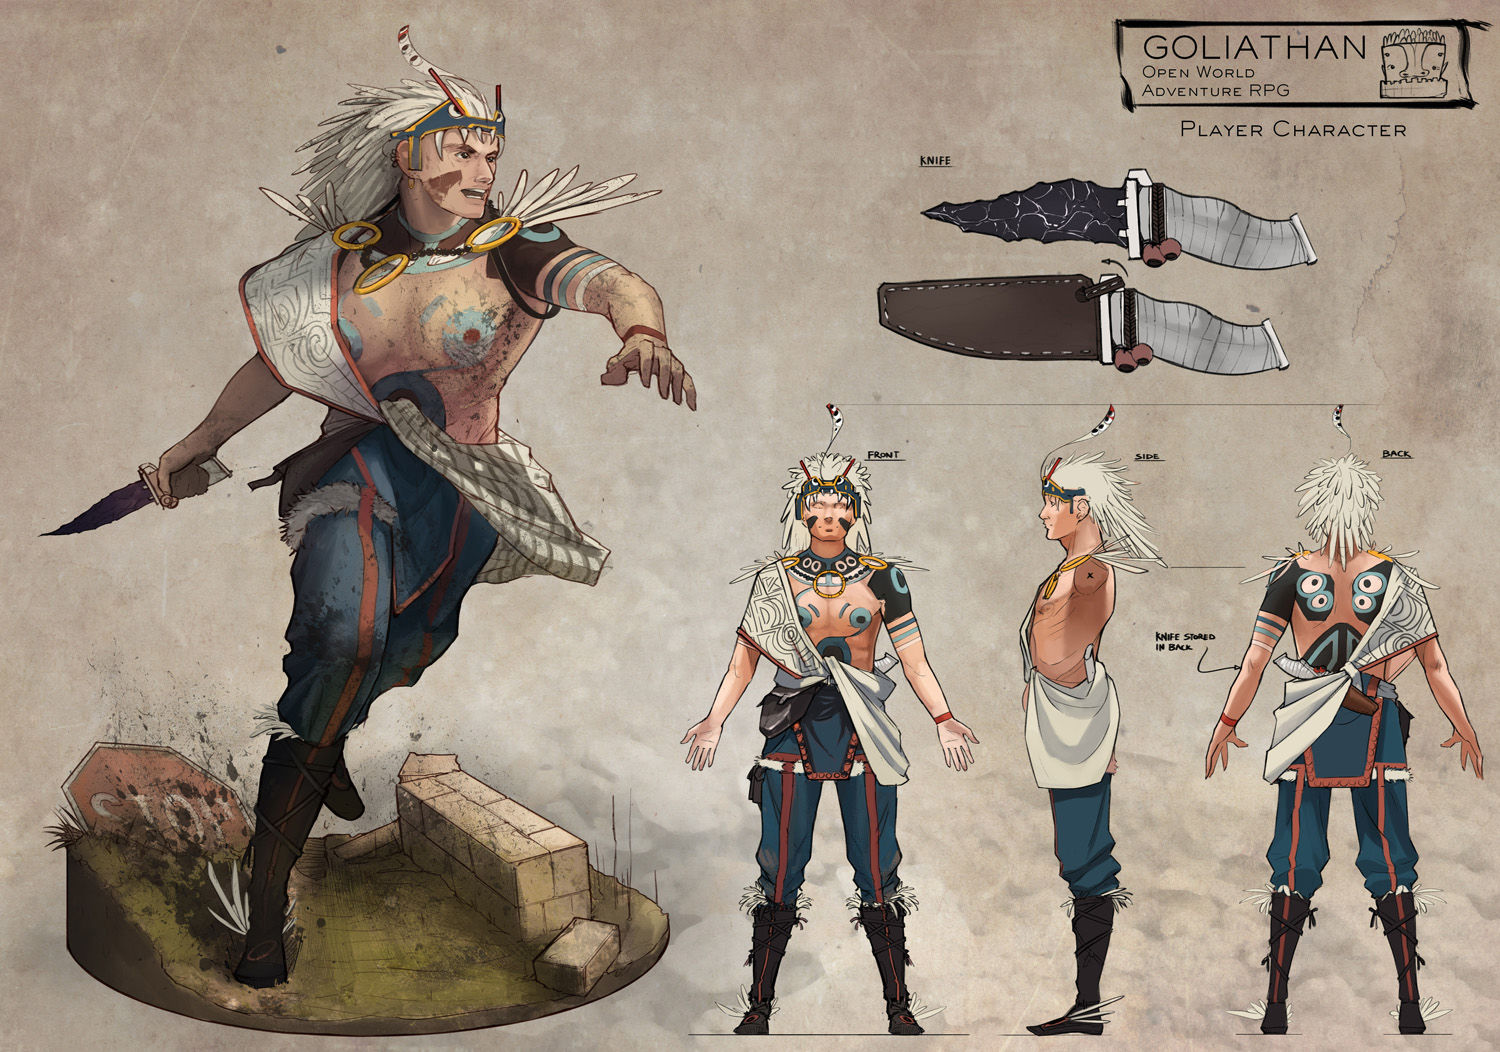 GOLIATHAN
OPEN WORLD
ADVENTURE RPG
PLAYER CHARACTER
KNIFE
FRONT
SIDE
BACK
KNIFE STORED
IN BACK
x
STOP